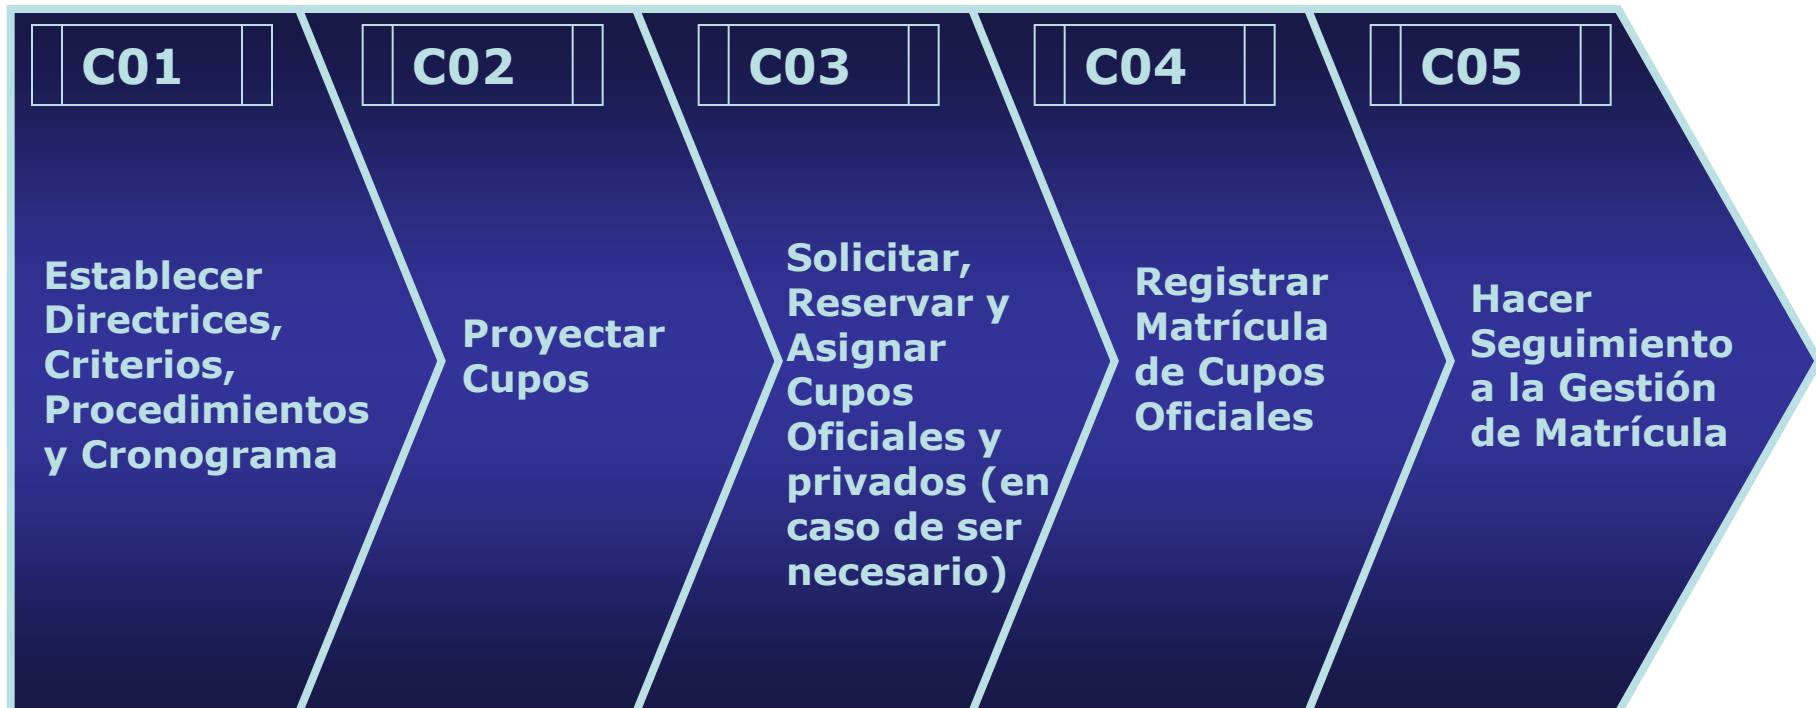 C01
Establecer
Directrices,
Criterios,
Procedimientos
y Cronograma
C02
Proyectar
Cupos
C03
Solicitar,
Reservar y
Asignar
Cupos
Oficiales y
privados (en
caso de ser
necesario)
C04
Registrar
Matrícula
de Cupos
Oficiales
C05
Hacer
Seguimiento
a la Gestión
de Matrícula